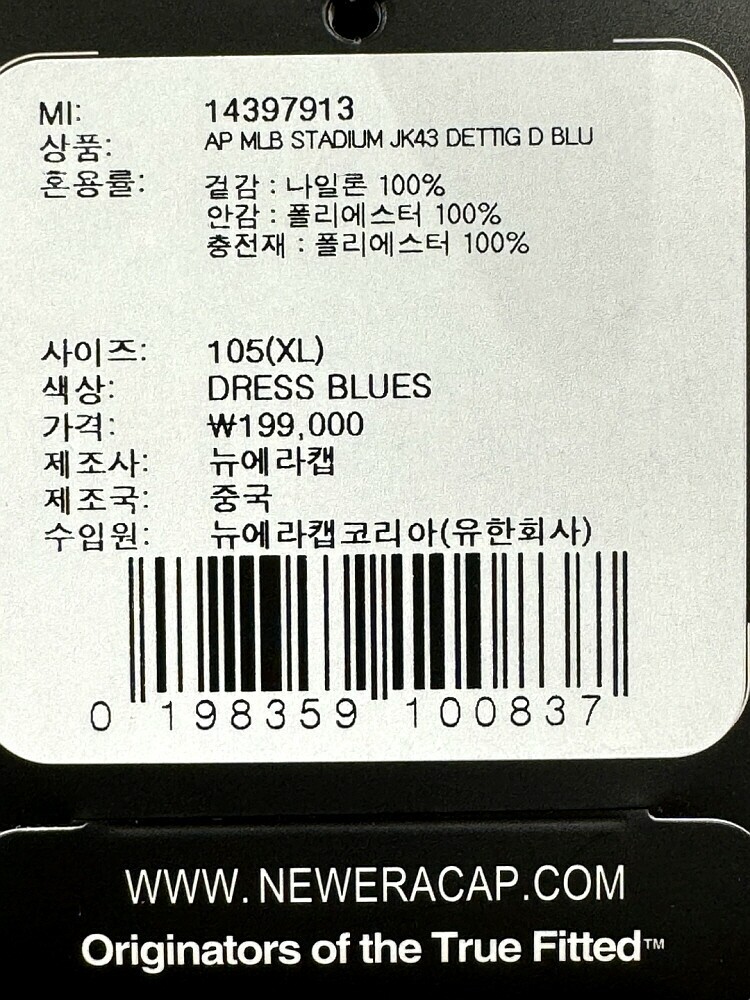 MI: 14397913
상품: AP MLB STADIUM JK43 DETTIG D BLU
혼용률: 겉감 : 나일론 100%
안감 : 폴리에스터 100%
충전재 : 폴리에스터 100%
사이즈: 105(XL)
색상: DRESS BLUES
가격: ₩199,000
제조사: 뉴에라캡
제조국: 중국
수입원: 뉴에라캡코리아(유한회사)
0 198359 100837
WWW.NEWERACAP.COM
Originators of the True Fitted™